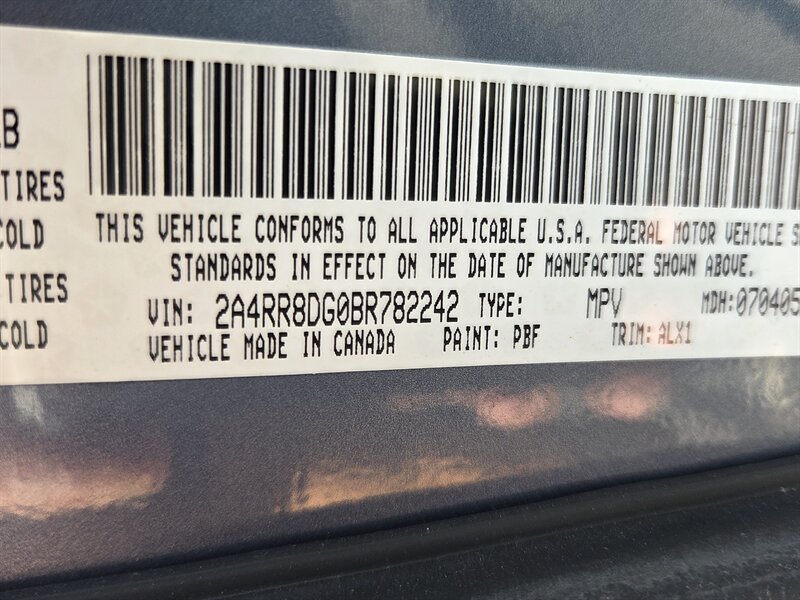 B
TIRES
COLD
THIS VEHICLE CONFORMS TO ALL APPLICABLE U.S.A. FEDERAL MOTOR VEHICLE S
STANDARDS IN EFFECT ON THE DATE OF MANUFACTURE SHOWN ABOVE.
-TIRES
VIN: 2A4RR8DG0BR782242 TYPE: MPV MDH:070405
COLD
VEHICLE MADE IN CANADA PAINT: PBF TRIM: ALX1